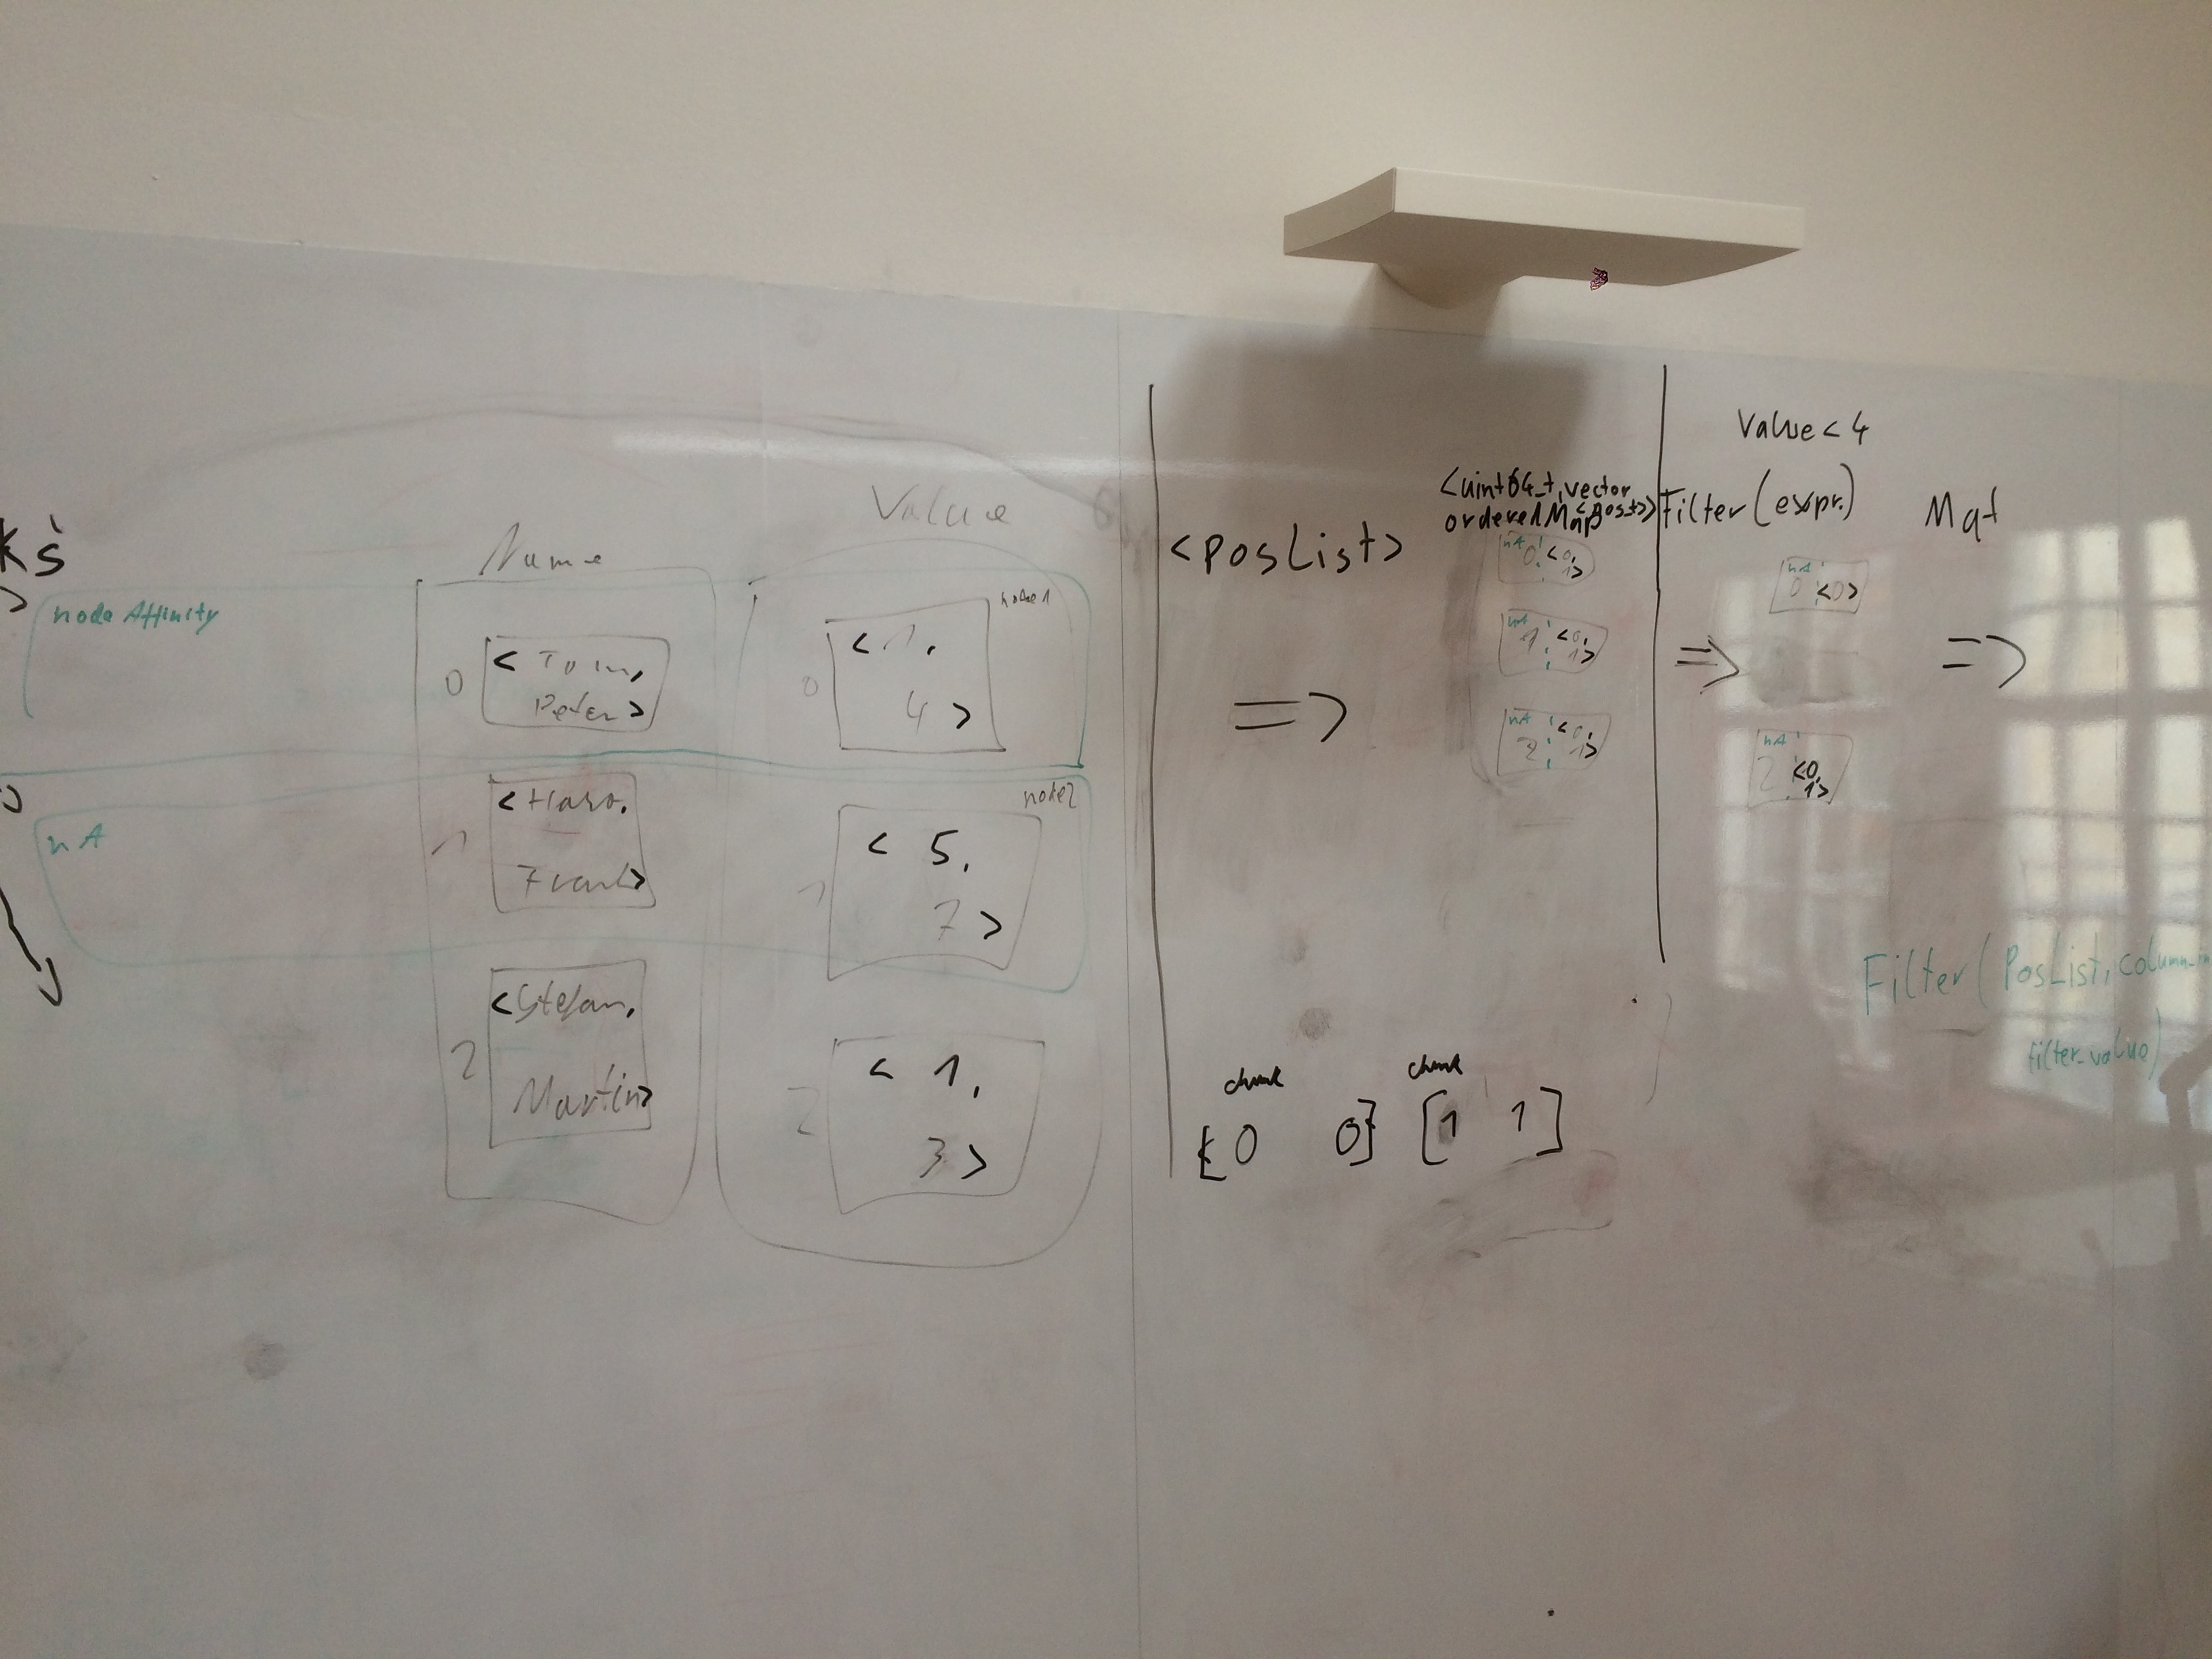 Ks
node Affinity
nA
Name
0
< Tom,
Peter>
1
< Haro,
Frank>
2
<Stefan,
Martin>
Value
node1
0
< 1,
4 >
node2
1
< 5,
7 >
2
< 1,
3 >
<PosList>
=>
<uint64_t, vector
orderedMap <post>>
nA
0 <0,
1>
nA
1 <0,
1>
nA
2 <0,
1>
chunk chunk
[0 0] [1 1]
Value < 4
Filter (expr.)
=>
nA
0 <0>
nA
2 <0,
1>
Mat
=>
Filter (PosList, column_
filter_value)